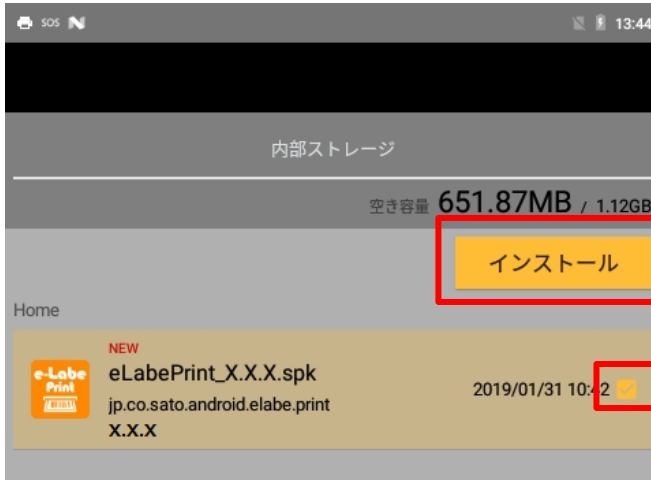 SOS N 13:44
内部ストレージ
空き容量 651.87MB / 1.12GB
インストール
Home
NEW
e-Labe
Print
eLabePrint_X.X.X.spk
2019/01/31 10:42
jp.co.sato.android.elabe.print
X.X.X